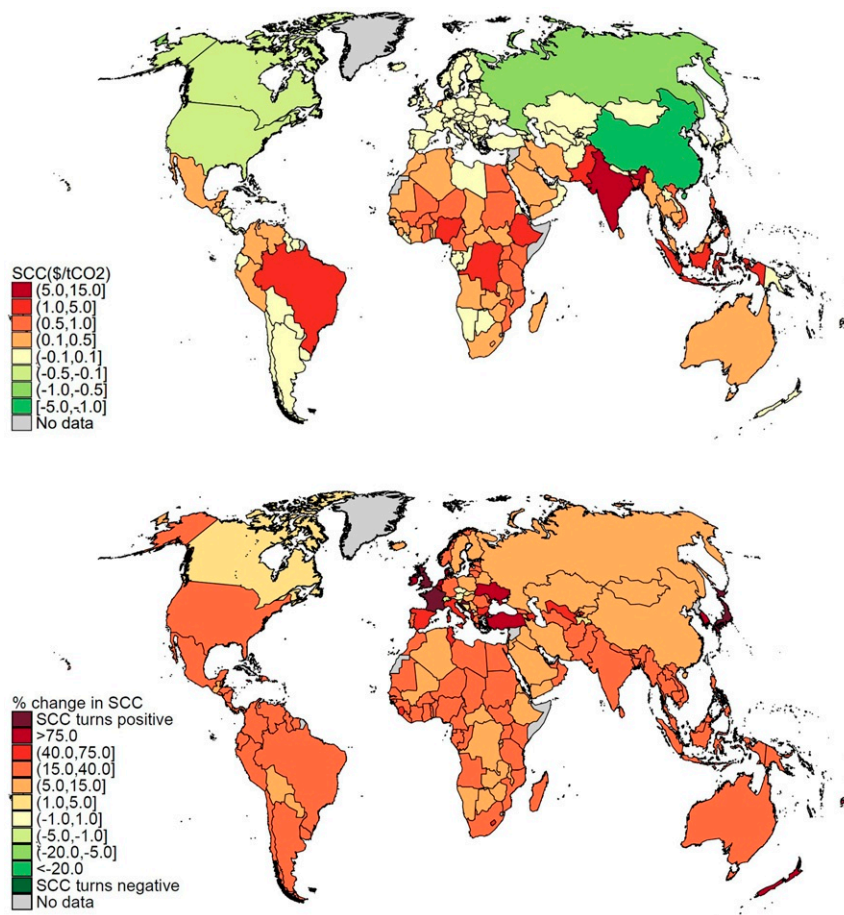 SCC($/tCO2)
(5.0,15.0]
(1.0,5.0]
(0.5,1.0]
(0.1,0.5]
(-0.1,0.1]
(-0.5,-0.1]
(-1.0,-0.5]
[-5.0,-1.0]
No data
% change in SCC
SCC turns positive
>75.0
(40.0,75.0]
(15.0,40.0]
(5.0,15.0]
(1.0,5.0]
(-1.0,1.0]
(-5.0,-1.0]
(-20.0,-5.0]
<-20.0
SCC turns negative
No data